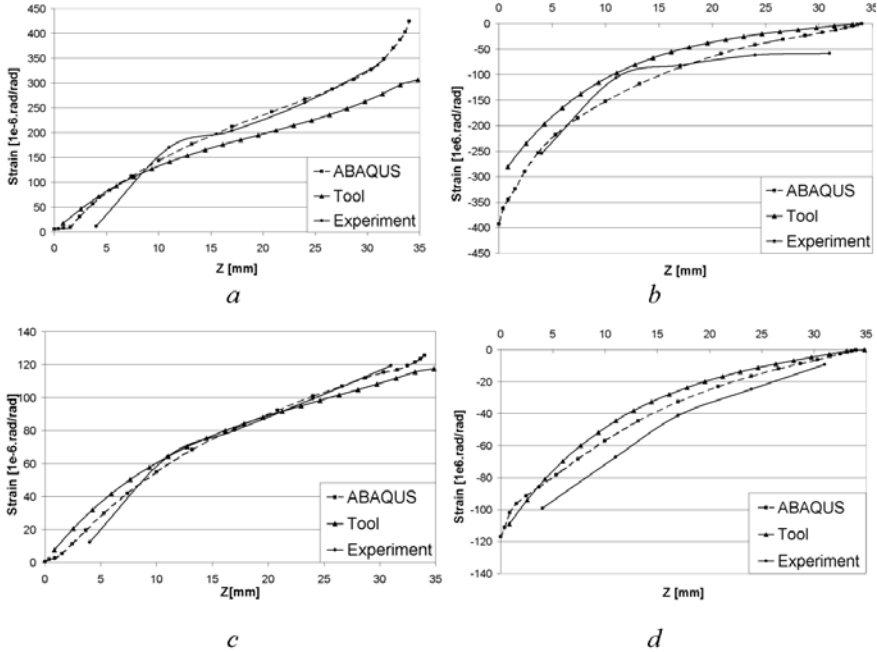 450
400
350
300
250
200
150
100
50
0
Strain [1e-6.rad/rad]
0 5 10 15 20 25 30 35
Z [mm]
ABAQUS
Tool
Experiment
a
0 5 10 15 20 25 30 35
0
-50
-100
-150
-200
-250
-300
-350
-400
-450
Strain [1e6.rad/rad]
Z [mm]
ABAQUS
Tool
Experiment
b
140
120
100
80
60
40
20
0
Strain [1e-6.rad/rad]
0 5 10 15 20 25 30 35
Z[mm]
ABAQUS
Tool
Experiment
c
0 5 10 15 20 25 30 35
0
-20
-40
-60
-80
-100
-120
-140
Strain [1e6.rad/rad]
Z [mm]
ABAQUS
Tool
Experiment
d